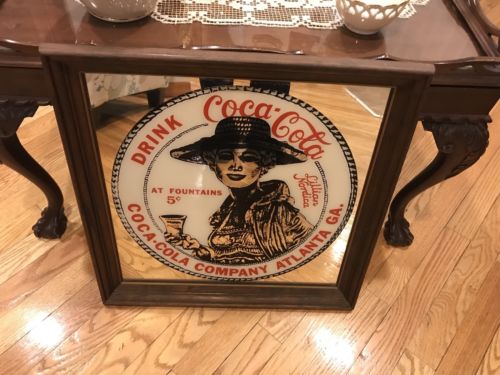 DRINK
Coca-Cola
AT FOUNTAINS
5¢
Lillian
Nordica
COCA-COLA COMPANY ATLANTA GA.